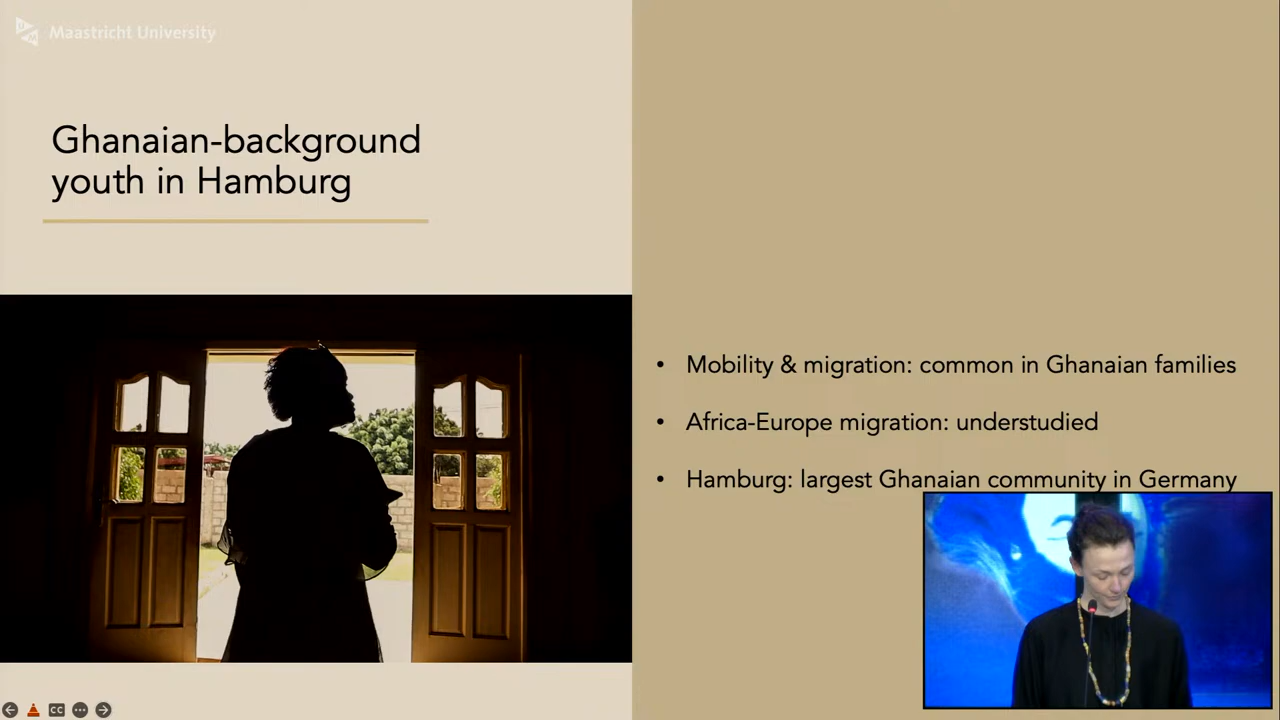 Maastricht University
Ghanaian-background
youth in Hamburg
• Mobility & migration: common in Ghanaian families
• Africa-Europe migration: understudied
• Hamburg: largest Ghanaian community in Germany
CC